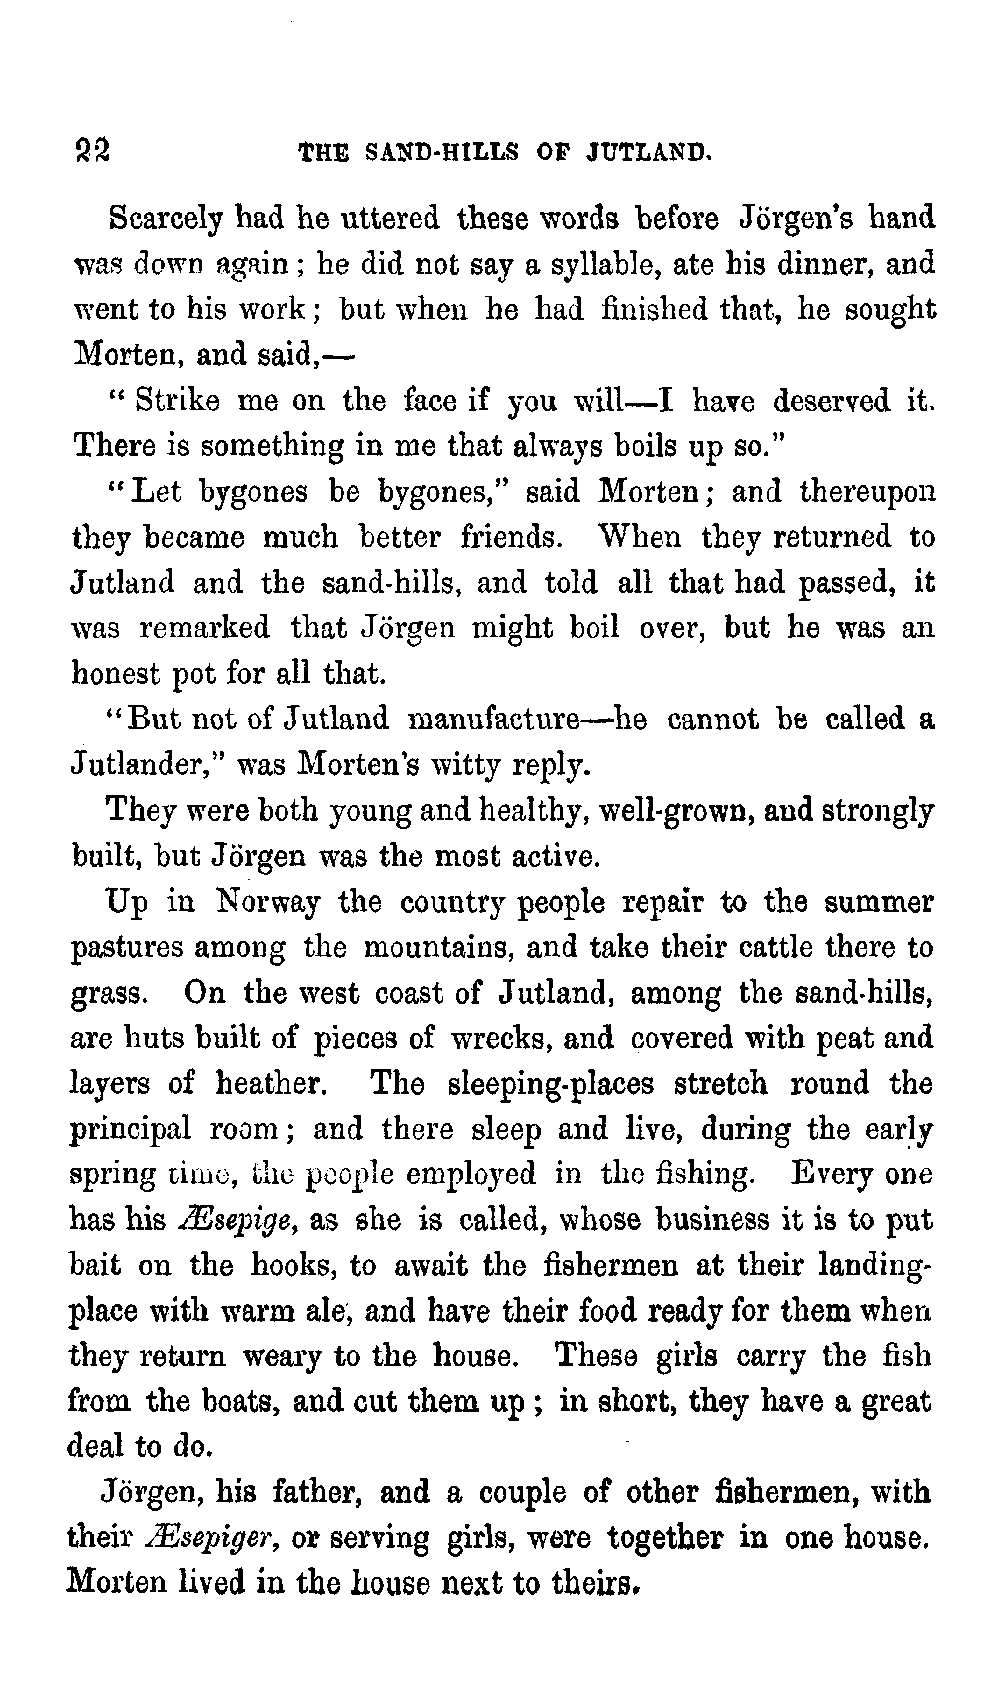 22 THE SAND-HILLS OF JUTLAND.
Scarcely had he uttered these words before Jörgen's hand
was down again; he did not say a syllable, ate his dinner, and
went to his work; but when he had finished that, he sought
Morten, and said,—
"Strike me on the face if you will—I have deserved it.
There is something in me that always boils up so."
"Let bygones be bygones," said Morten; and thereupon
they became much better friends. When they returned to
Jutland and the sand-hills, and told all that had passed, it
was remarked that Jörgen might boil over, but he was an
honest pot for all that.
"But not of Jutland manufacture—he cannot be called a
Jutlander," was Morten's witty reply.
They were both young and healthy, well-grown, and strongly
built, but Jörgen was the most active.
Up in Norway the country people repair to the summer
pastures among the mountains, and take their cattle there to
grass. On the west coast of Jutland, among the sand-hills,
are huts built of pieces of wrecks, and covered with peat and
layers of heather. The sleeping-places stretch round the
principal room; and there sleep and live, during the early
spring time, the people employed in the fishing. Every one
has his Æsepige, as she is called, whose business it is to put
bait on the hooks, to await the fishermen at their landing-
place with warm ale, and have their food ready for them when
they return weary to the house. These girls carry the fish
from the boats, and cut them up; in short, they have a great
deal to do.
Jörgen, his father, and a couple of other fishermen, with
their Æsepiger, or serving girls, were together in one house.
Morten lived in the house next to theirs.